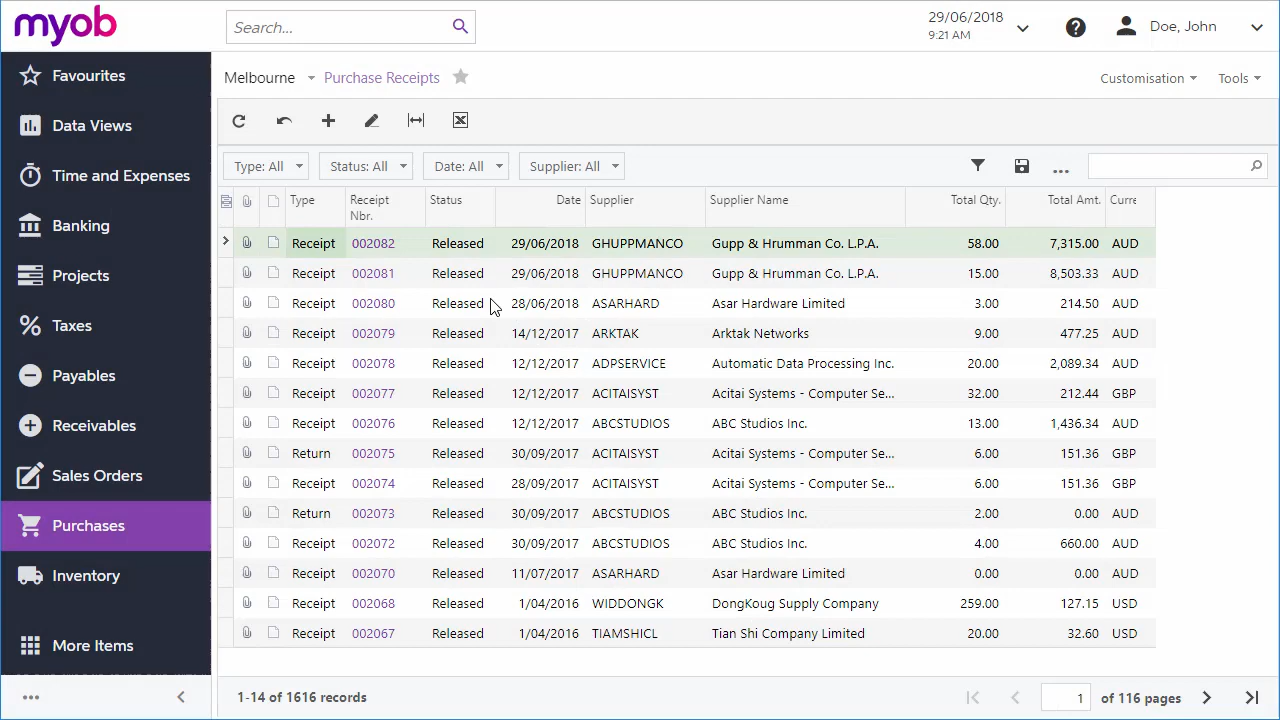 myob
Search...
29/06/2018
9:21 AM
Doe, John
Favourites
Data Views
Time and Expenses
Banking
Projects
Taxes
Payables
Receivables
Sales Orders
Purchases
Inventory
More Items
Melbourne Purchase Receipts
Customisation Tools
Type: All Status: All Date: All Supplier: All
Type Receipt Nbr. Status Date Supplier Supplier Name Total Qty. Total Amt. Curre
Receipt 002082 Released 29/06/2018 GHUPPMANCO Gupp & Hrumman Co. L.P.A. 58.00 7,315.00 AUD
Receipt 002081 Released 29/06/2018 GHUPPMANCO Gupp & Hrumman Co. L.P.A. 15.00 8,503.33 AUD
Receipt 002080 Released 28/06/2018 ASARHARD Asar Hardware Limited 3.00 214.50 AUD
Receipt 002079 Released 14/12/2017 ARKTAK Arktak Networks 9.00 477.25 AUD
Receipt 002078 Released 12/12/2017 ADPSERVICE Automatic Data Processing Inc. 20.00 2,089.34 AUD
Receipt 002077 Released 12/12/2017 ACITAISYST Acitai Systems - Computer Se... 32.00 212.44 GBP
Receipt 002076 Released 12/12/2017 ABCSTUDIOS ABC Studios Inc. 13.00 1,436.34 AUD
Return 002075 Released 30/09/2017 ACITAISYST Acitai Systems - Computer Se... 6.00 151.36 GBP
Receipt 002074 Released 28/09/2017 ACITAISYST Acitai Systems - Computer Se... 6.00 151.36 GBP
Return 002073 Released 30/09/2017 ABCSTUDIOS ABC Studios Inc. 2.00 0.00 AUD
Receipt 002072 Released 30/09/2017 ABCSTUDIOS ABC Studios Inc. 4.00 660.00 AUD
Receipt 002070 Released 11/07/2017 ASARHARD Asar Hardware Limited 0.00 0.00 AUD
Receipt 002068 Released 1/04/2016 WIDDONGK DongKoug Supply Company 259.00 127.15 USD
Receipt 002067 Released 1/04/2016 TIAMSHICL TianShi Company Limited 20.00 32.60 USD
1-14 of 1616 records
1 of 116 pages